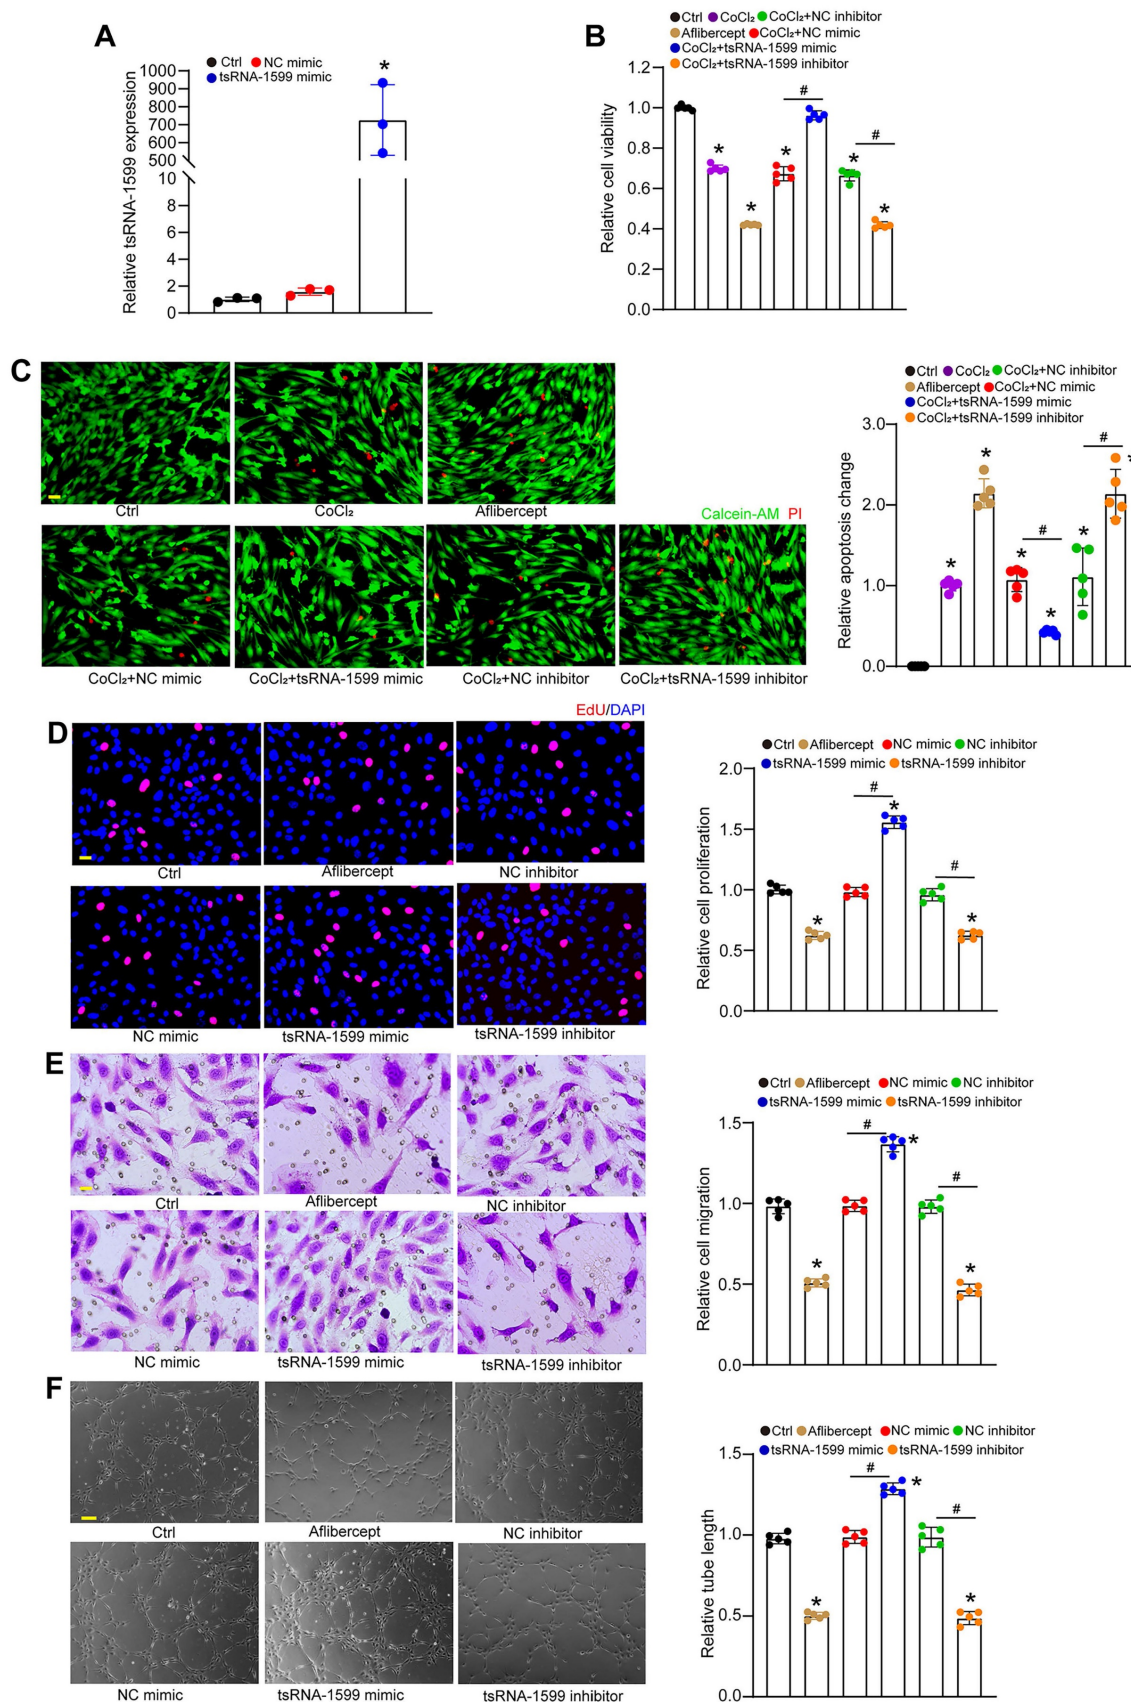 A
Ctrl NC mimic
tsRNA-1599 mimic
*
Relative tsRNA-1599 expression
1000
900
800
700
600
500
10
8
6
4
2
0
B
Ctrl CoCl₂ CoCl₂+NC inhibitor
Aflibercept CoCl₂+NC mimic
CoCl₂+tsRNA-1599 mimic
CoCl₂+tsRNA-1599 inhibitor
Relative cell viability
1.2
1.0
0.8
0.6
0.4
0.2
0.0
* * * # * # *
C
Ctrl
CoCl₂
Aflibercept
Calcein-AM PI
CoCl₂+NC mimic
CoCl₂+tsRNA-1599 mimic
CoCl₂+NC inhibitor
CoCl₂+tsRNA-1599 inhibitor
Ctrl CoCl₂ CoCl₂+NC inhibitor
Aflibercept CoCl₂+NC mimic
CoCl₂+tsRNA-1599 mimic
CoCl₂+tsRNA-1599 inhibitor
Relative apoptosis change
3.0
2.0
1.0
0.0
* * * # * * # *
D
EdU/DAPI
Ctrl
Aflibercept
NC inhibitor
NC mimic
tsRNA-1599 mimic
tsRNA-1599 inhibitor
Ctrl Aflibercept NC mimic NC inhibitor
tsRNA-1599 mimic tsRNA-1599 inhibitor
Relative cell proliferation
2.0
1.5
1.0
0.5
0.0
* # * # *
E
Ctrl
Aflibercept
NC inhibitor
NC mimic
tsRNA-1599 mimic
tsRNA-1599 inhibitor
Ctrl Aflibercept NC mimic NC inhibitor
tsRNA-1599 mimic tsRNA-1599 inhibitor
Relative cell migration
1.5
1.0
0.5
0.0
* # * # *
F
Ctrl
Aflibercept
NC inhibitor
NC mimic
tsRNA-1599 mimic
tsRNA-1599 inhibitor
Ctrl Aflibercept NC mimic NC inhibitor
tsRNA-1599 mimic tsRNA-1599 inhibitor
Relative tube length
1.5
1.0
0.5
0.0
* # * # *